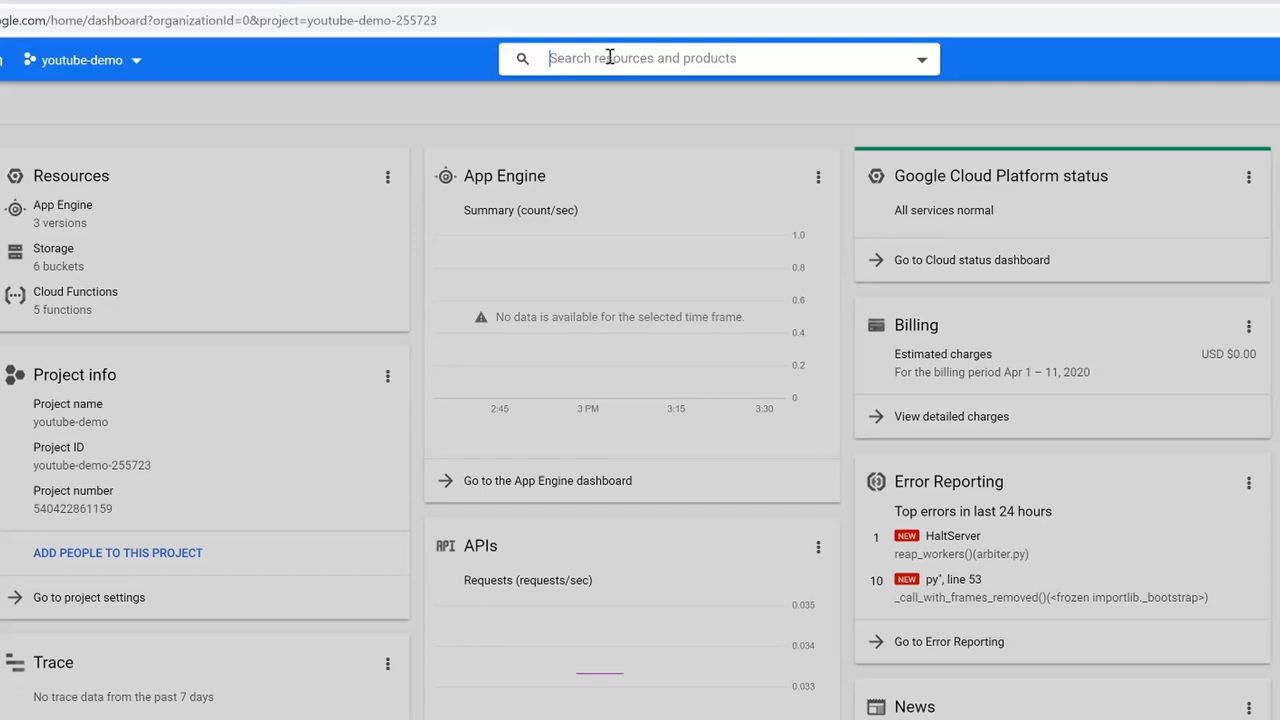 gle.com/home/dashboard?organizationId=0&project=youtube-demo-255723
youtube-demo
Search resources and products
Resources
App Engine
3 versions
Storage
6 buckets
Cloud Functions
5 functions
Project info
Project name
youtube-demo
Project ID
youtube-demo-255723
Project number
540422861159
ADD PEOPLE TO THIS PROJECT
Go to project settings
Trace
No trace data from the past 7 days
App Engine
Summary (count/sec)
1.0
0.8
0.6
No data is available for the selected time frame.
0.4
0.2
0
2:45 3 PM 3:15 3:30
Go to the App Engine dashboard
API APIs
Requests (requests/sec)
0.035
0.034
0.033
Google Cloud Platform status
All services normal
Go to Cloud status dashboard
Billing
Estimated charges USD $0.00
For the billing period Apr 1 – 11, 2020
View detailed charges
Error Reporting
Top errors in last 24 hours
1 NEW HaltServer
reap_workers()(arbiter.py)
10 NEW py", line 53
_call_with_frames_removed()(<frozen importlib._bootstrap>)
Go to Error Reporting
News